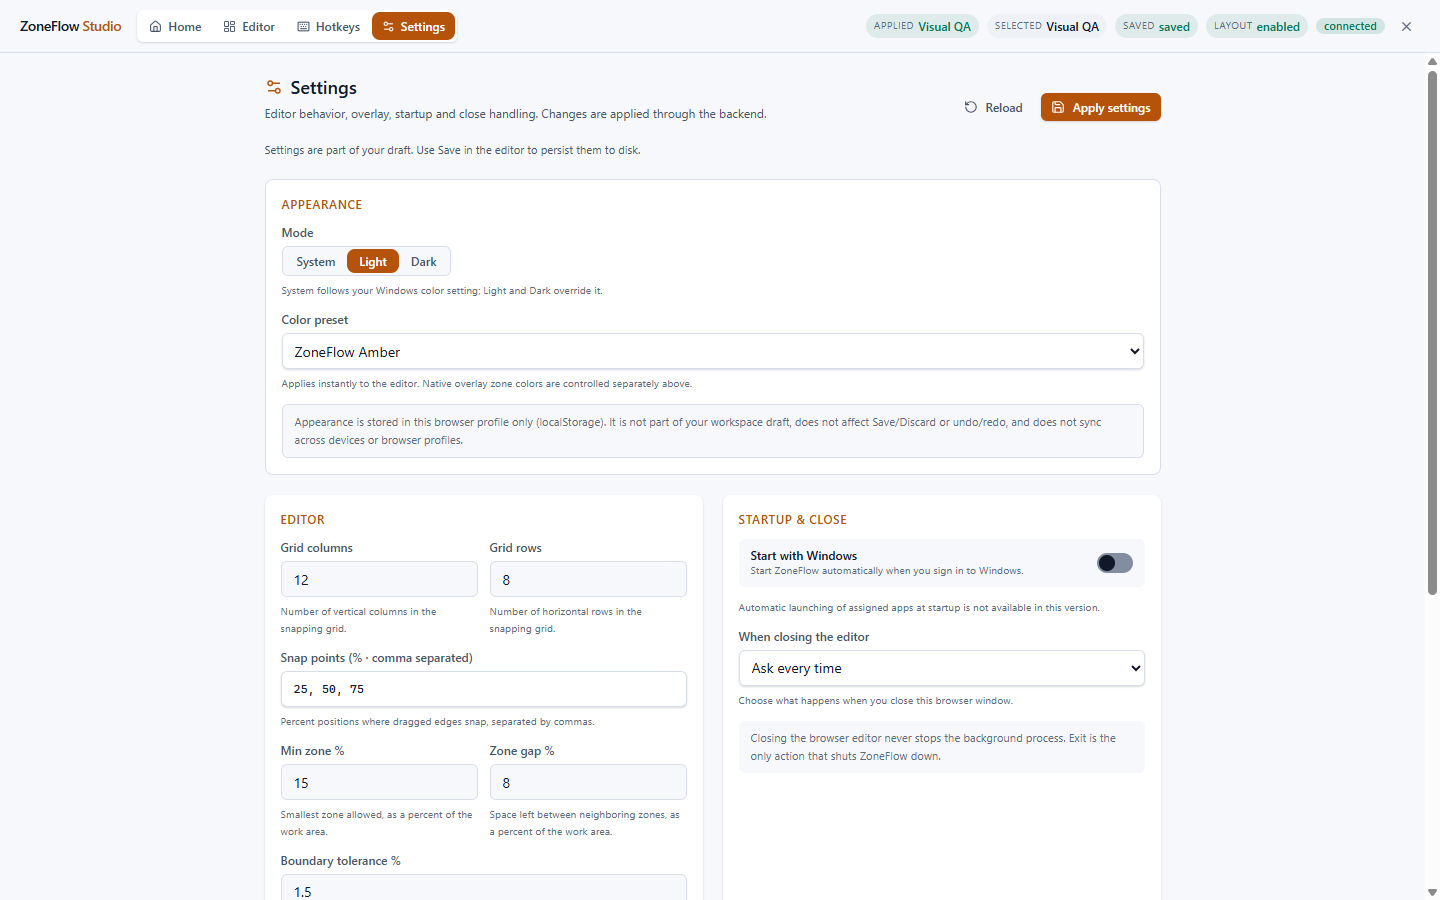 ZoneFlow Studio
Home
Editor
Hotkeys
Settings
APPLIED Visual QA
SELECTED Visual QA
SAVED saved
LAYOUT enabled
connected
Settings
Editor behavior, overlay, startup and close handling. Changes are applied through the backend.
Reload
Apply settings
Settings are part of your draft. Use Save in the editor to persist them to disk.
APPEARANCE
Mode
System
Light
Dark
System follows your Windows color setting; Light and Dark override it.
Color preset
ZoneFlow Amber
Applies instantly to the editor. Native overlay zone colors are controlled separately above.
Appearance is stored in this browser profile only (localStorage). It is not part of your workspace draft, does not affect Save/Discard or undo/redo, and does not sync
across devices or browser profiles.
EDITOR
Grid columns
Grid rows
12
8
Number of vertical columns in the
snapping grid.
Number of horizontal rows in the
snapping grid.
Snap points (% · comma separated)
25, 50, 75
Percent positions where dragged edges snap, separated by commas.
Min zone %
Zone gap %
15
8
Smallest zone allowed, as a percent of the
work area.
Space left between neighboring zones, as
a percent of the work area.
Boundary tolerance %
1.5
STARTUP & CLOSE
Start with Windows
Start ZoneFlow automatically when you sign in to Windows.
Automatic launching of assigned apps at startup is not available in this version.
When closing the editor
Ask every time
Choose what happens when you close this browser window.
Closing the browser editor never stops the background process. Exit is the
only action that shuts ZoneFlow down.